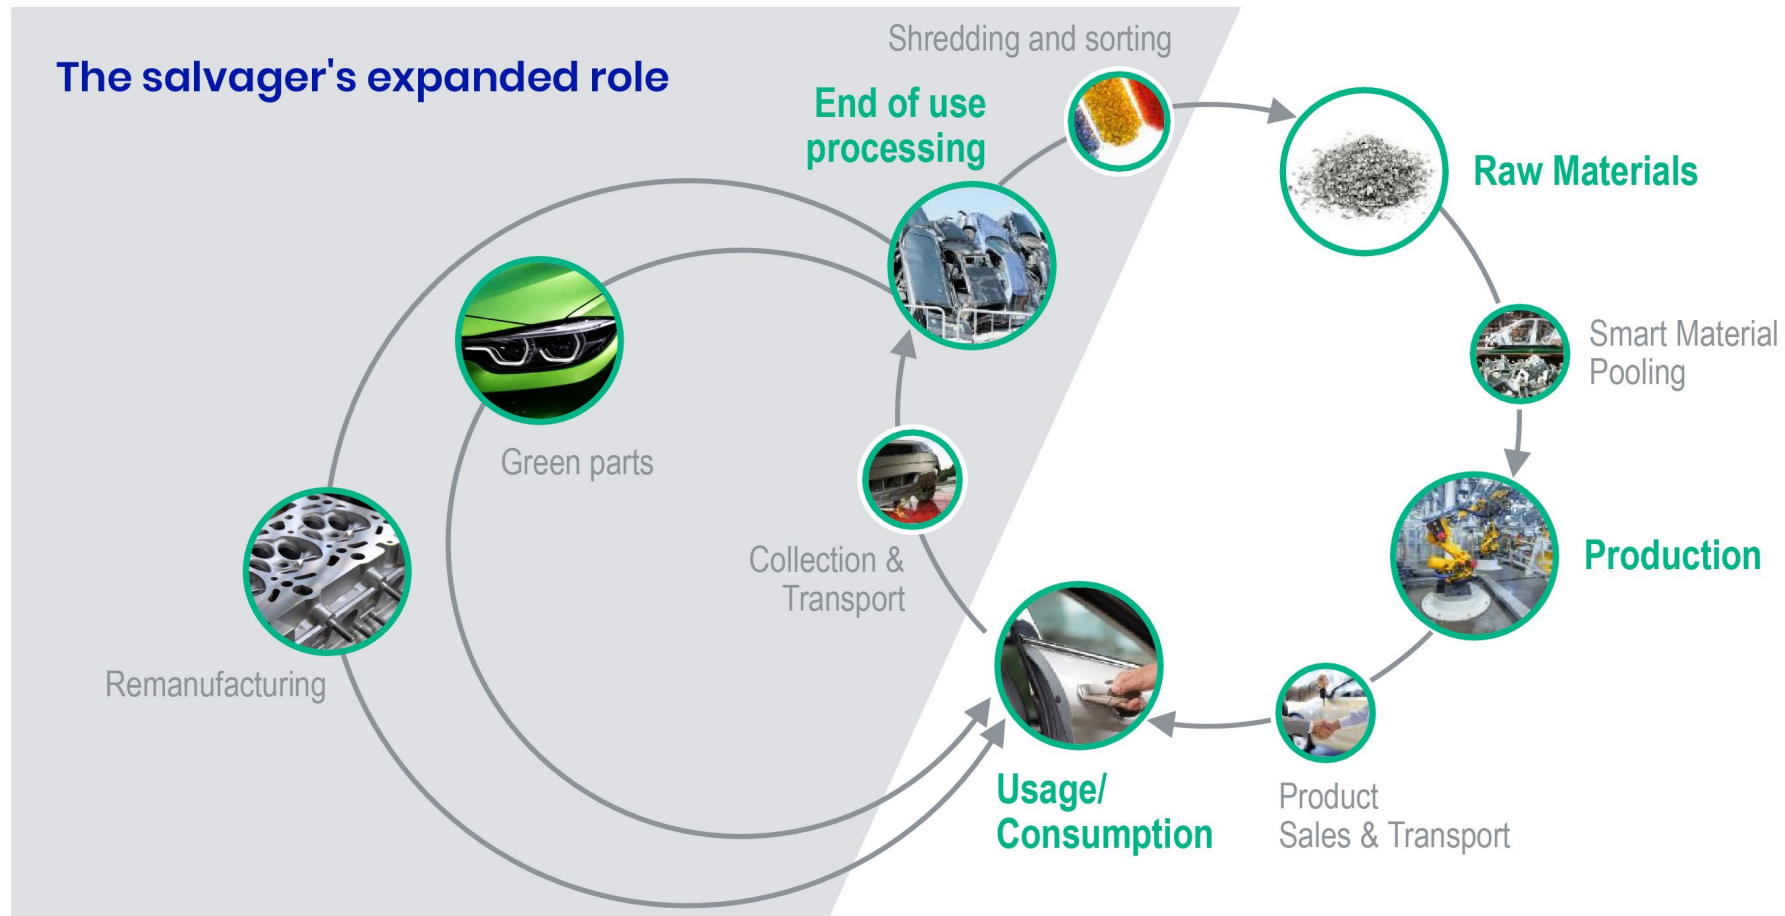 The salvager's expanded role
Shredding and sorting
End of use
processing
Raw Materials
Smart Material
Pooling
Green parts
Collection &
Transport
Production
Remanufacturing
Usage/
Consumption
Product
Sales & Transport